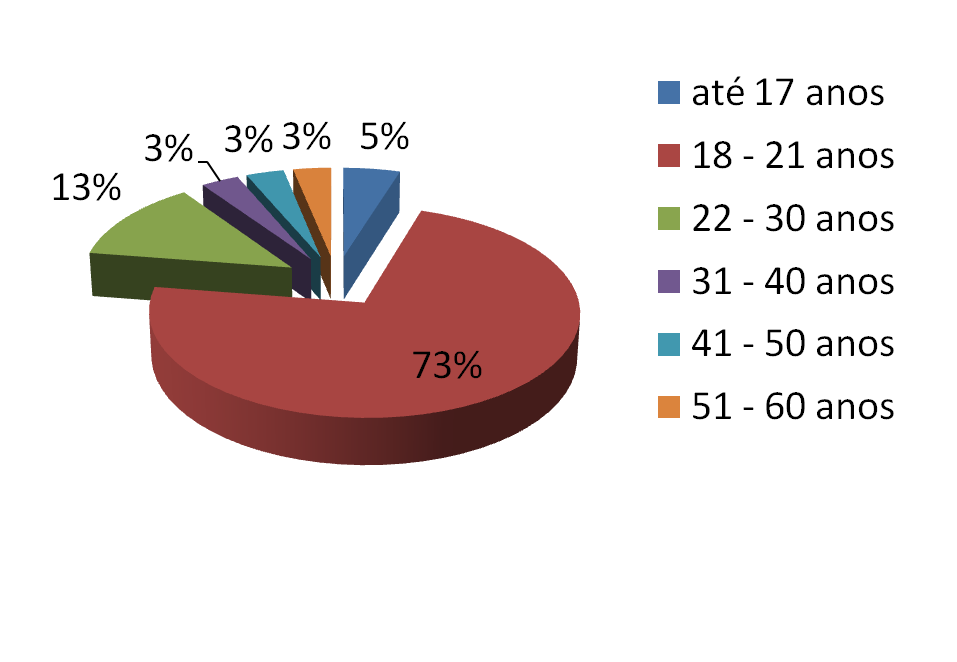 3% 3% 3% 5%
13%
73%
até 17 anos
18 - 21 anos
22 - 30 anos
31 - 40 anos
41 - 50 anos
51 - 60 anos